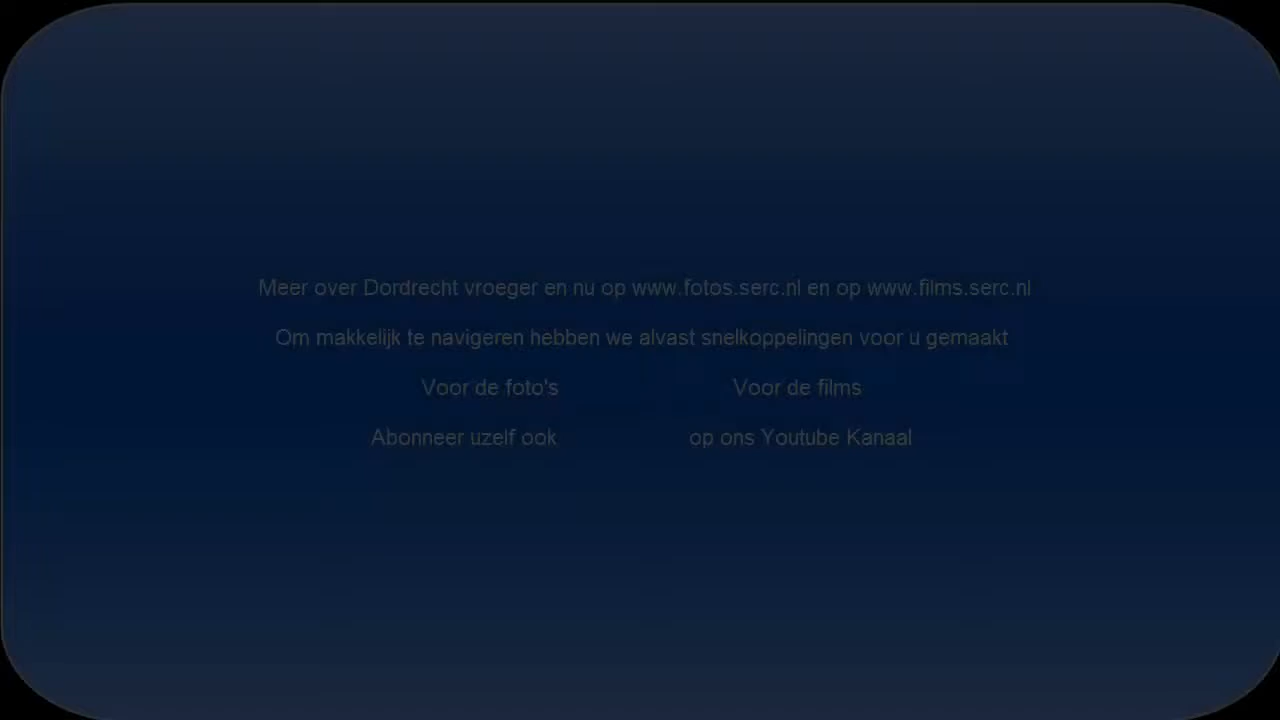 Meer over Dordrecht vroeger en nu op www.fotos.serc.nl en op www.films.serc.nl
Om makkelijk te navigeren hebben we alvast snelkoppelingen voor u gemaakt
Voor de foto's Voor de films
Abonneer uzelf ook op ons Youtube Kanaal